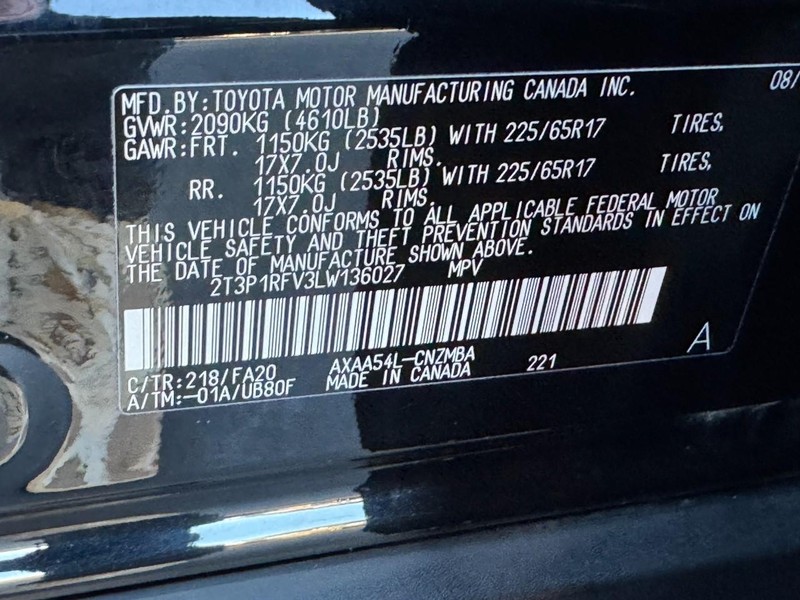 08/
MFD.BY:TOYOTA MOTOR MANUFACTURING CANADA INC.
GVWR:2090KG (4610LB)
GAWR:FRT. 1150KG (2535LB) WITH 225/65R17 TIRES,
17X7.0J RIMS.
RR. 1150KG (2535LB) WITH 225/65R17 TIRES,
17X7.0J RIMS.
THIS VEHICLE CONFORMS TO ALL APPLICABLE FEDERAL MOTOR
VEHICLE SAFETY AND THEFT PREVENTION STANDARDS IN EFFECT ON
THE DATE OF MANUFACTURE SHOWN ABOVE.
2T3P1RFV3LW136027 MPV
C/TR:218/FA20 AXAA54L-CNZMBA 221
A/TM:-01A/UB80F MADE IN CANADA
A